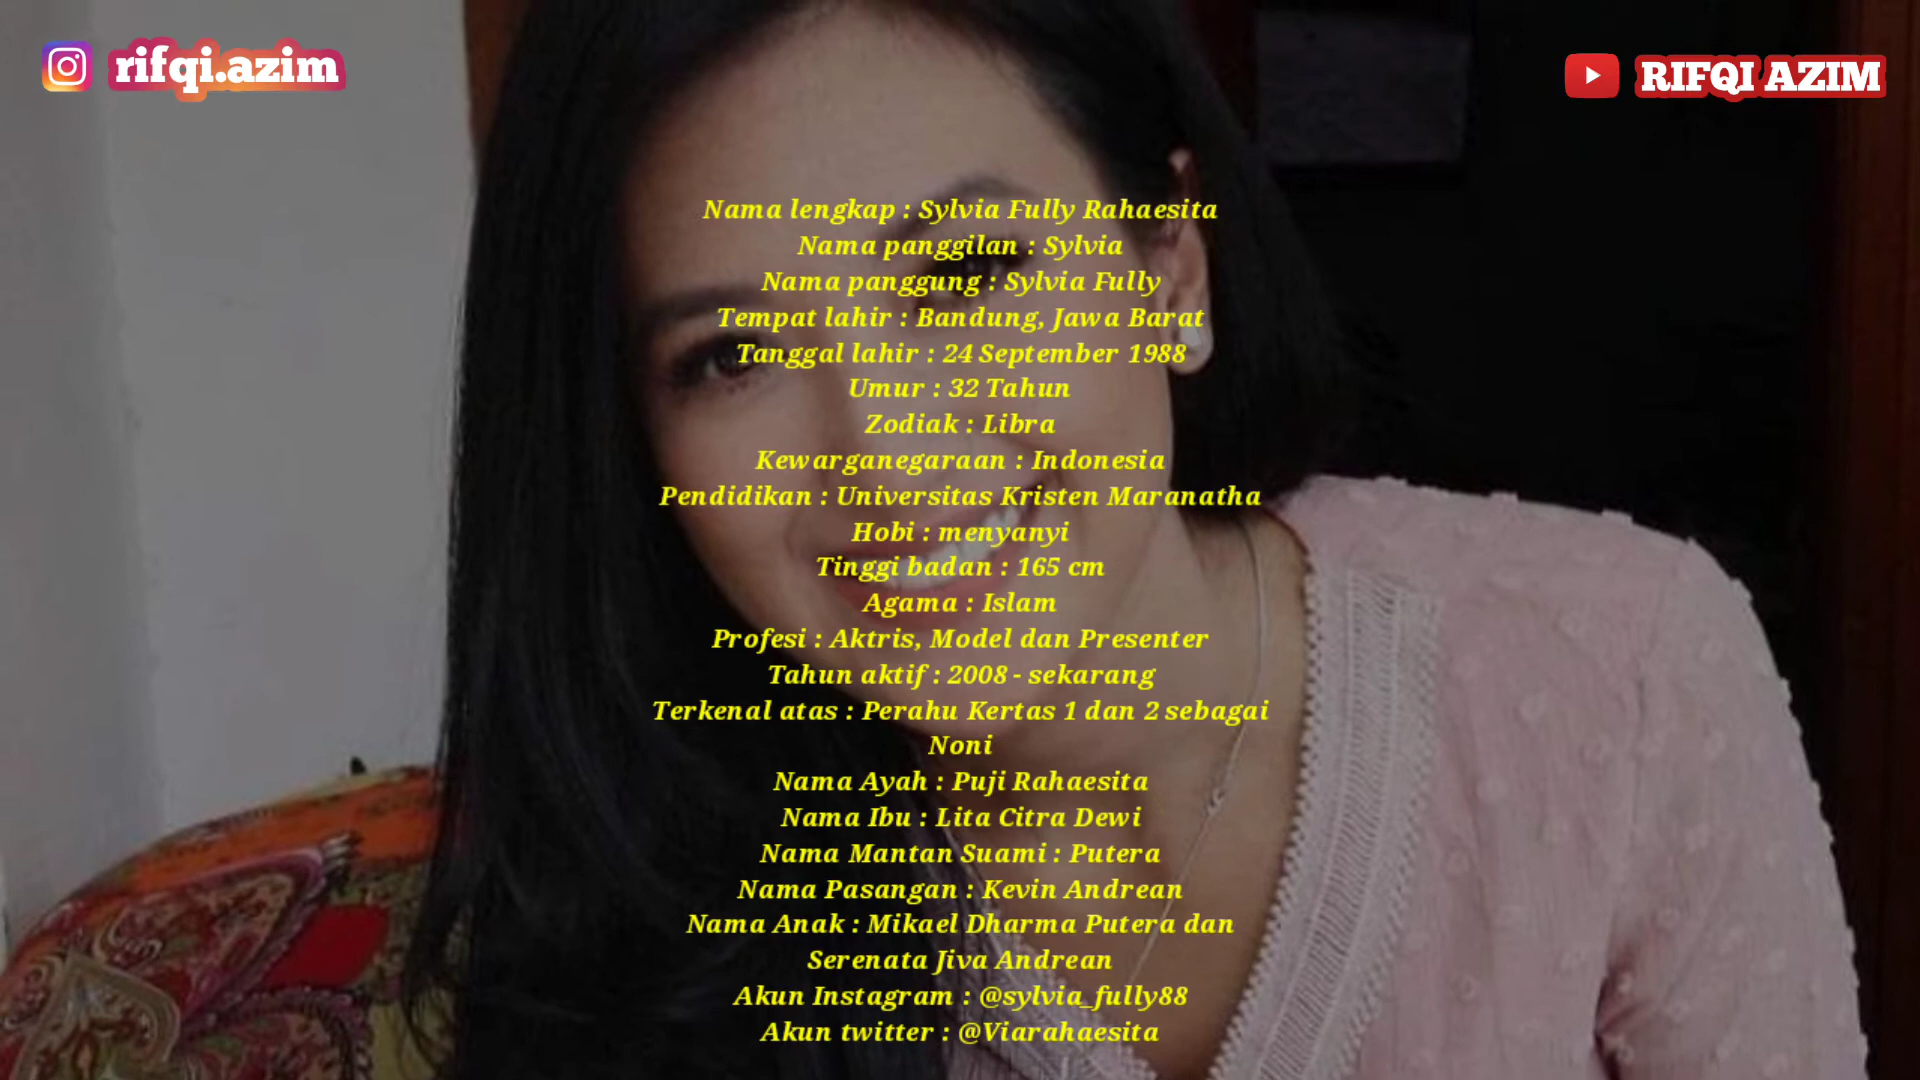 rifqi.azim
RIFQI AZIM
Nama lengkap : Sylvia Fully Rahaesita
Nama panggilan : Sylvia
Nama panggung : Sylvia Fully
Tempat lahir : Bandung, Jawa Barat
Tanggal lahir : 24 September 1988
Umur : 32 Tahun
Zodiak : Libra
Kewarganegaraan : Indonesia
Pendidikan : Universitas Kristen Maranatha
Hobi : menyanyi
Tinggi badan : 165 cm
Agama : Islam
Profesi : Aktris, Model dan Presenter
Tahun aktif : 2008 - sekarang
Terkenal atas : Perahu Kertas 1 dan 2 sebagai
Noni
Nama Ayah : Puji Rahaesita
Nama Ibu : Lita Citra Dewi
Nama Mantan Suami : Putera
Nama Pasangan : Kevin Andrean
Nama Anak : Mikael Dharma Putera dan
Serenata Jiva Andrean
Akun Instagram : @sylvia_fully88
Akun twitter : @Viarahaesita